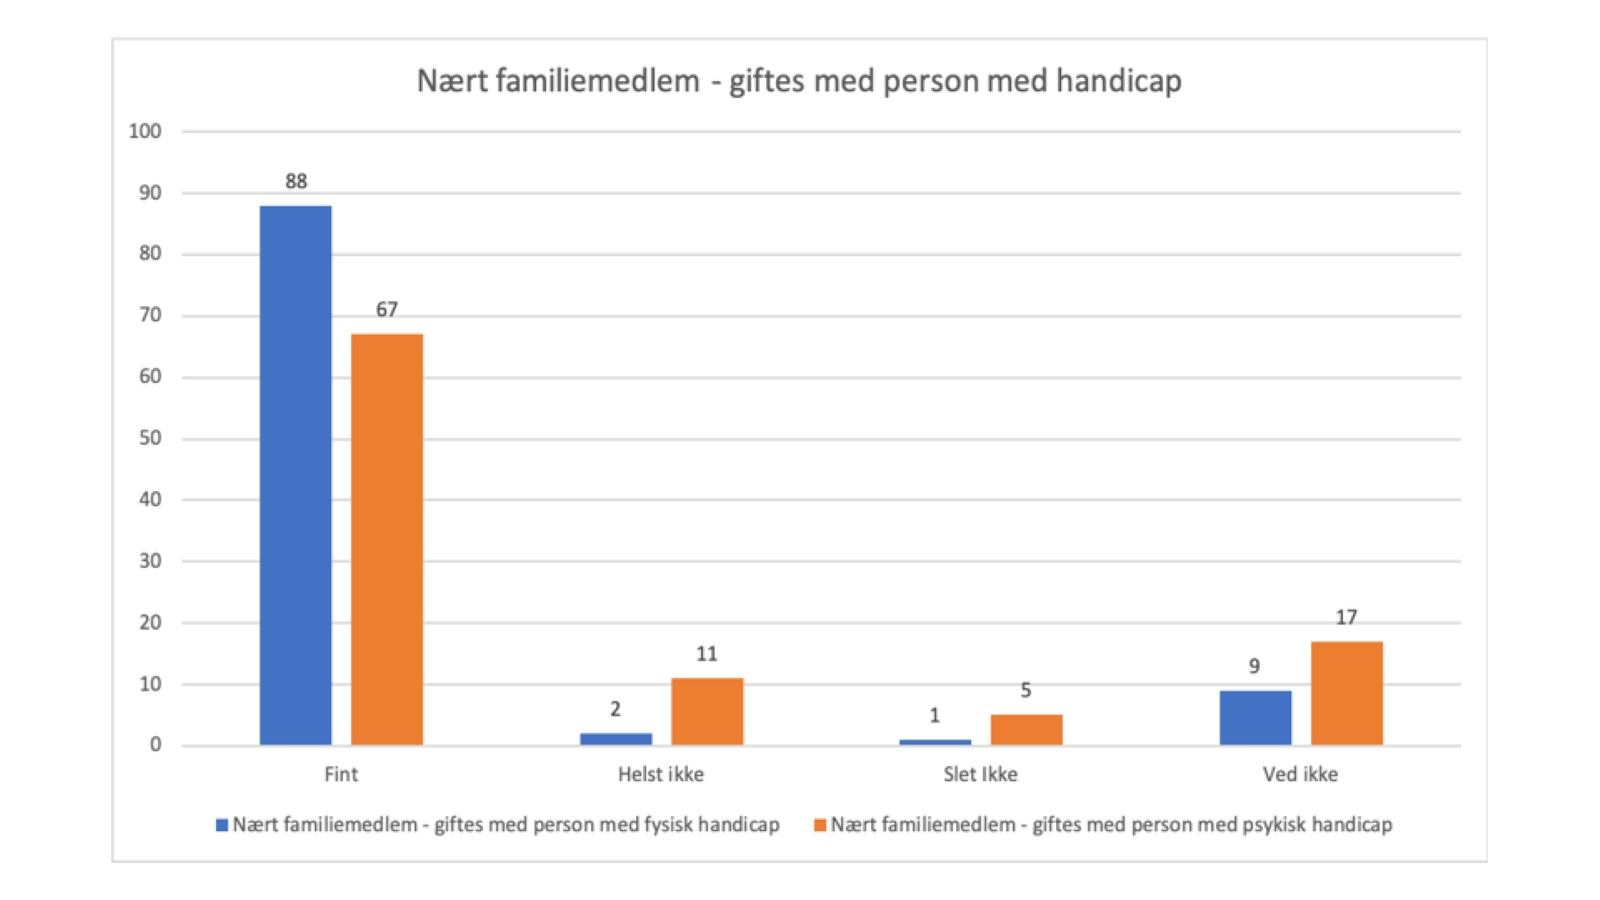 Nært familiemedlem - giftes med person med handicap
100
90
80
70
60
50
40
30
20
10
0
88
67
2
11
1
5
9
17
Fint
Helst ikke
Slet Ikke
Ved ikke
Nært familiemedlem - giftes med person med fysisk handicap
Nært familiemedlem - giftes med person med psykisk handicap